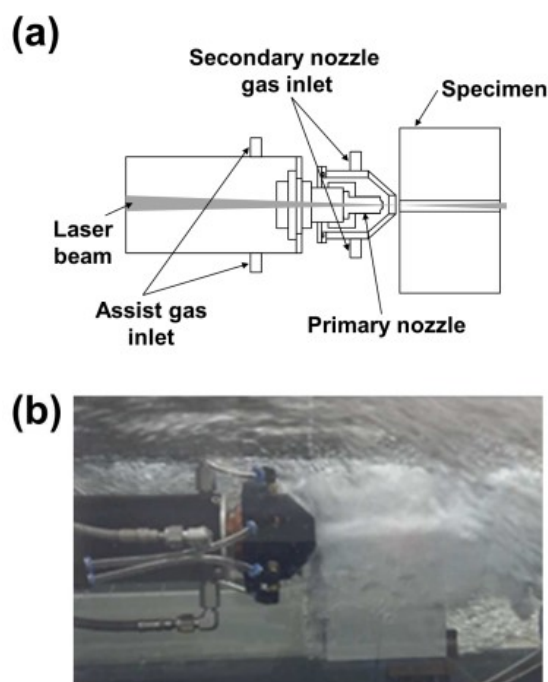 (a)
Secondary nozzle
gas inlet
Specimen
Laser
beam
Assist gas
inlet
Primary nozzle
(b)